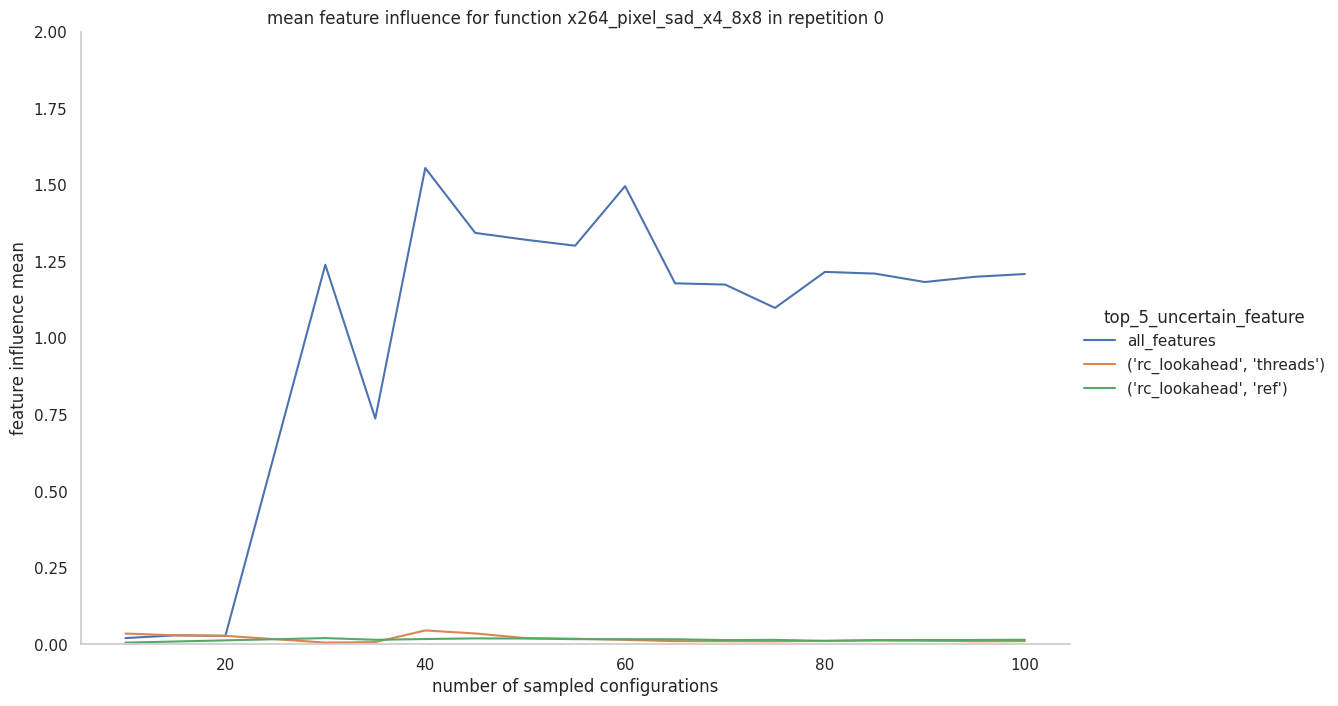 mean feature influence for function x264_pixel_sad_x4_8x8 in repetition 0
2.00
1.75
1.50
1.25
1.00
0.75
0.50
0.25
0.00
feature influence mean
20
40
60
80
100
number of sampled configurations
top_5_uncertain_feature
all_features
('rc_lookahead', 'threads')
('rc_lookahead', 'ref')